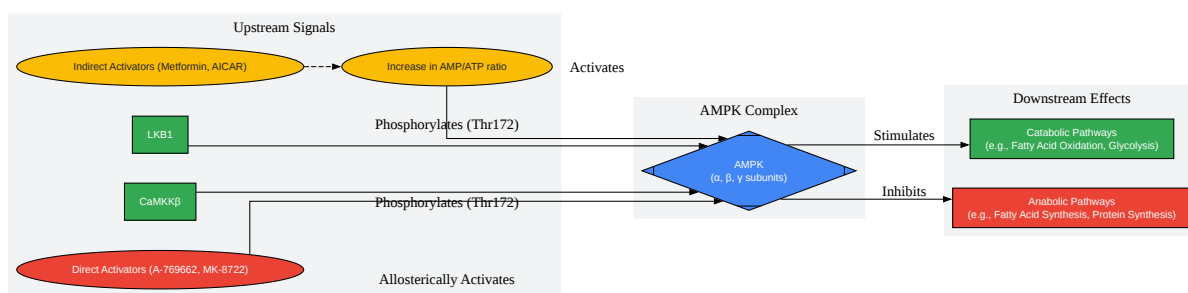 Upstream Signals
Indirect Activators (Metformin, AICAR)
Increase in AMP/ATP ratio
Activates
LKB1
Phosphorylates (Thr172)
CaMKKβ
Phosphorylates (Thr172)
Direct Activators (A-769662, MK-8722)
Allosterically Activates
AMPK Complex
AMPK
(α, β, γ subunits)
Stimulates
Inhibits
Downstream Effects
Catabolic Pathways
(e.g., Fatty Acid Oxidation, Glycolysis)
Anabolic Pathways
(e.g., Fatty Acid Synthesis, Protein Synthesis)